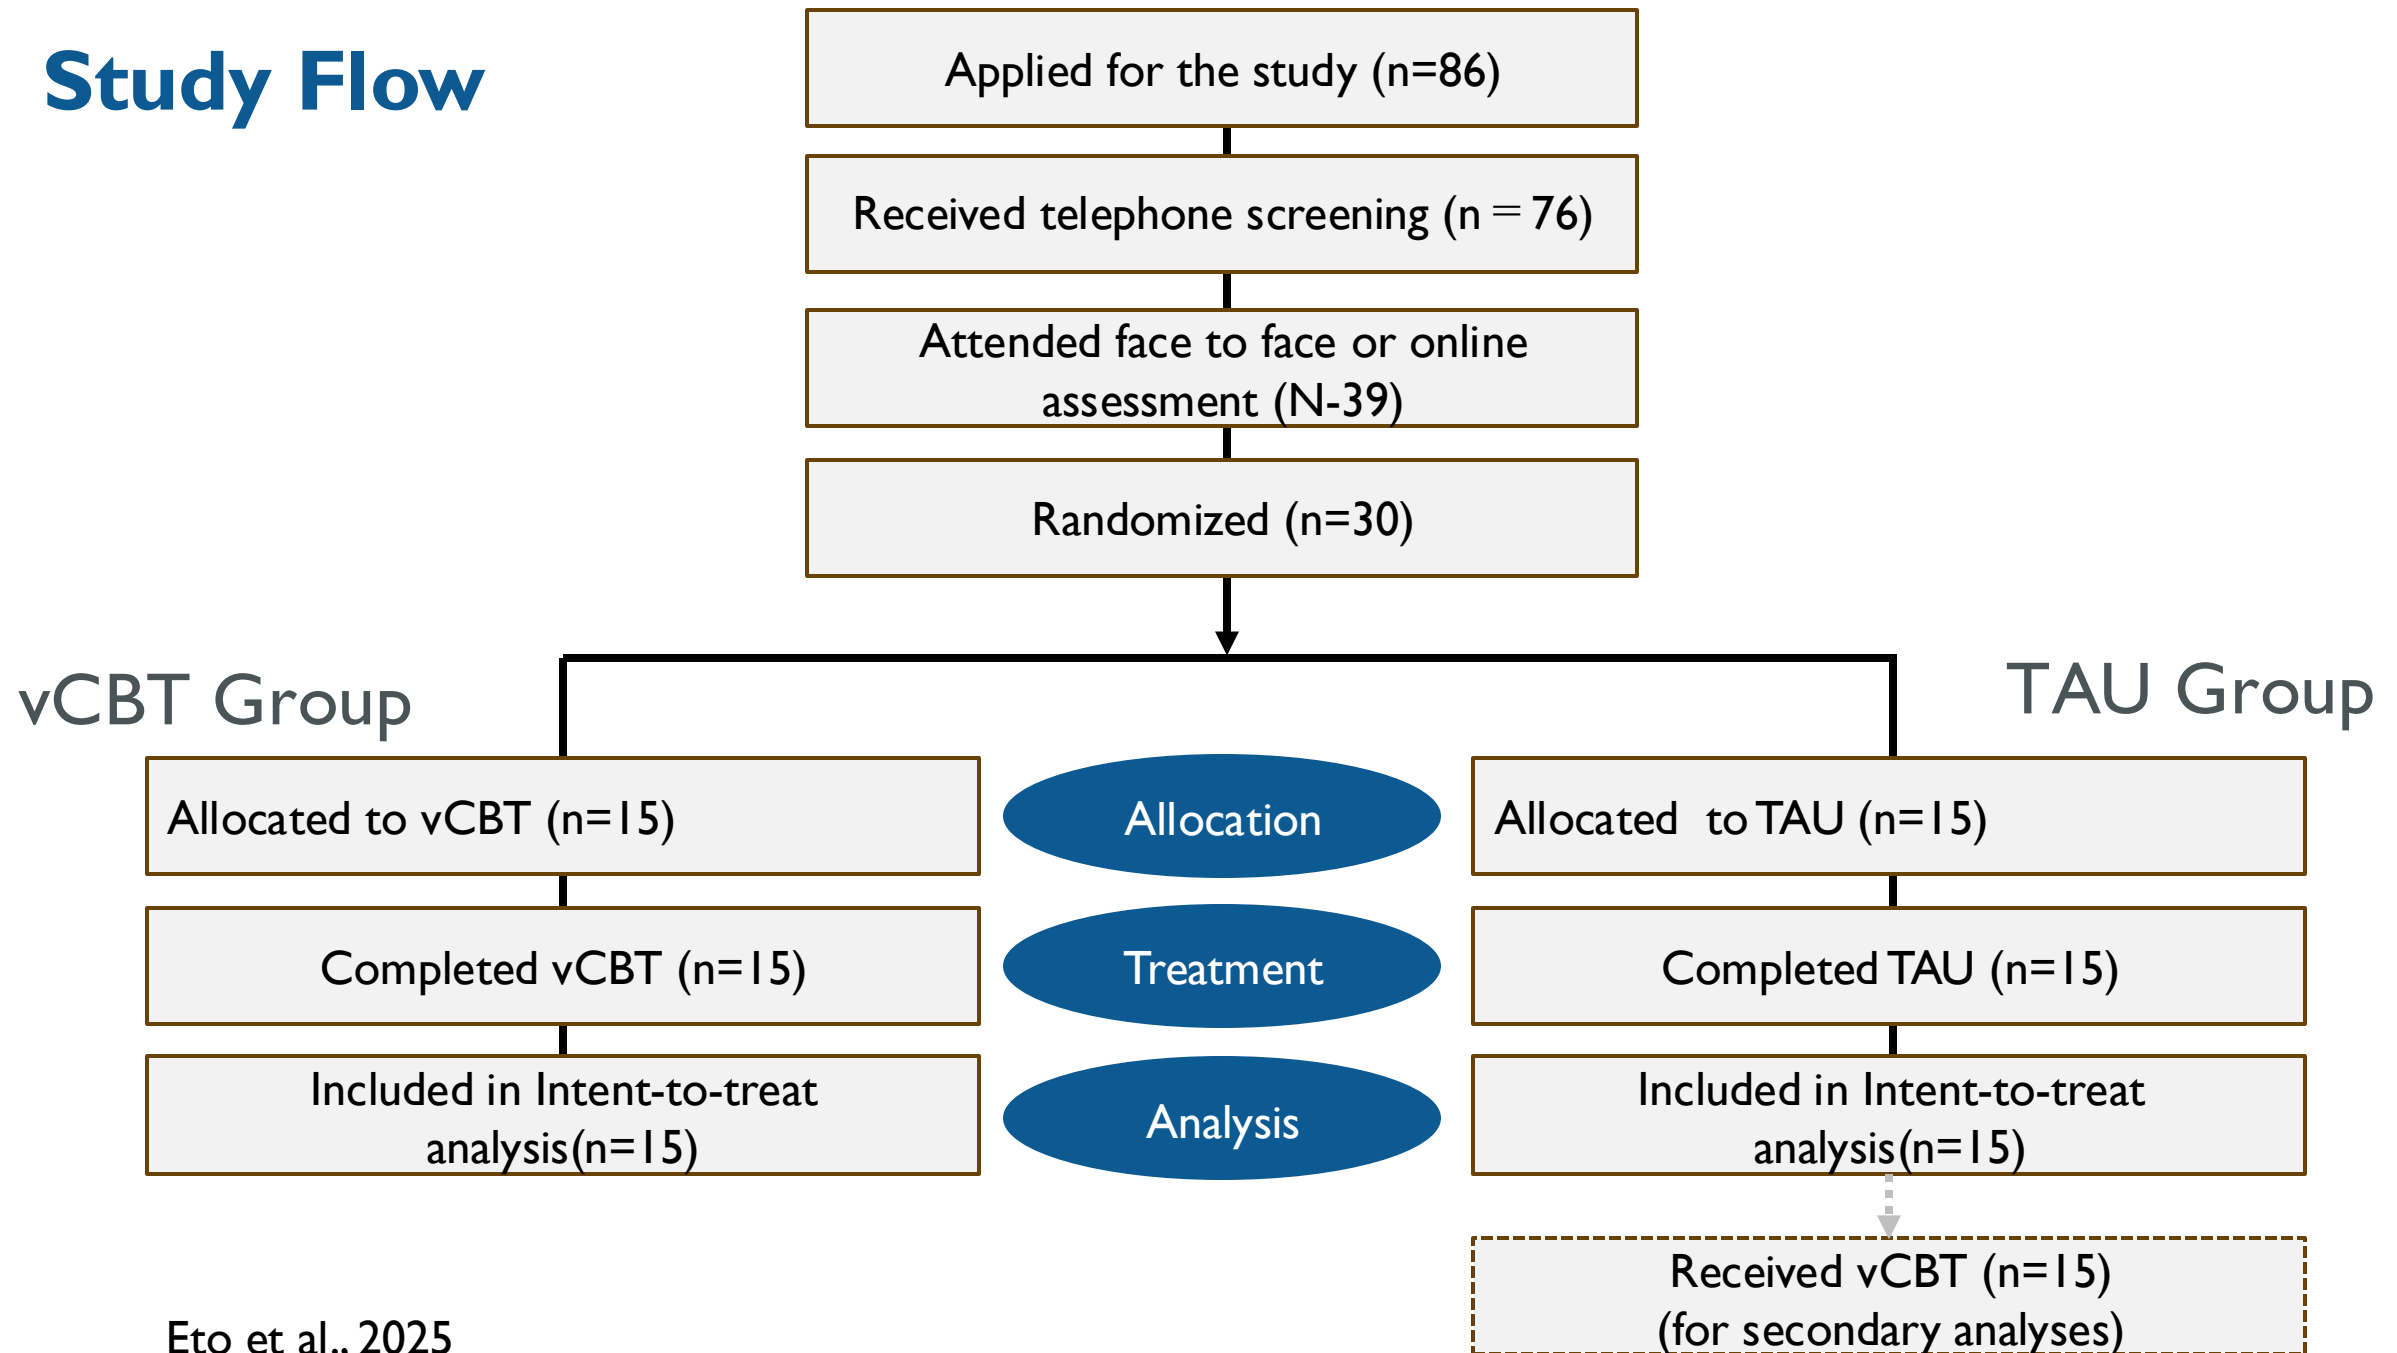 Study Flow
Applied for the study (n=86)
Received telephone screening (n＝76)
Attended face to face or online
assessment (N-39)
Randomized (n=30)
vCBT Group
TAU Group
Allocated to vCBT (n=15)
Allocation
Allocated  to TAU (n=15)
Completed vCBT (n=15)
Treatment
Completed TAU (n=15)
Included in Intent-to-treat
analysis(n=15)
Analysis
Included in Intent-to-treat
analysis(n=15)
Received vCBT (n=15)
(for secondary analyses)
Eto et al., 2025